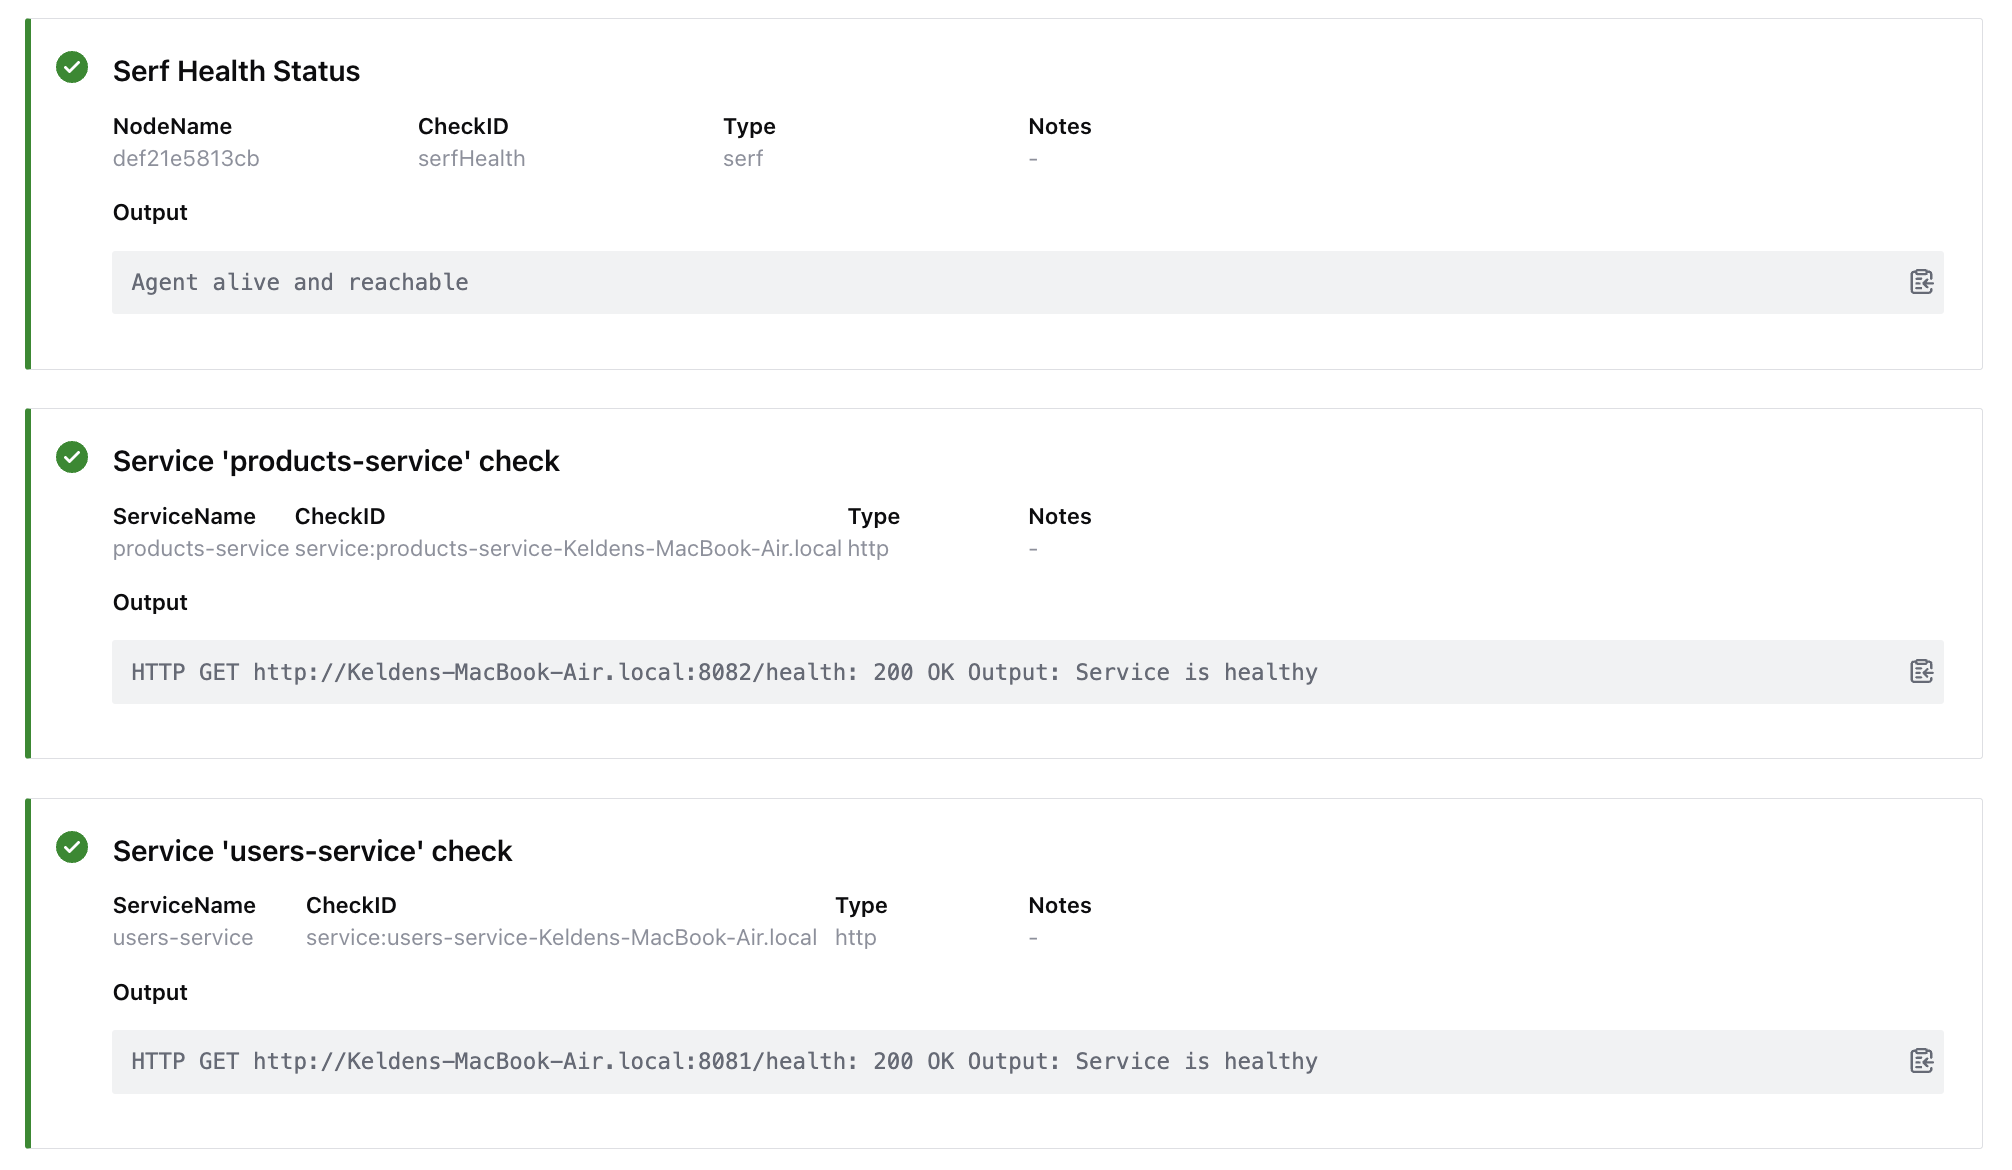 Serf Health Status
NodeName CheckID Type Notes
def21e5813cb serfHealth serf -
Output
Agent alive and reachable
Service 'products-service' check
ServiceName CheckID Type Notes
products-service service:products-service-Keldens-MacBook-Air.local http -
Output
HTTP GET http://Keldens-MacBook-Air.local:8082/health: 200 OK Output: Service is healthy
Service 'users-service' check
ServiceName CheckID Type Notes
users-service service:users-service-Keldens-MacBook-Air.local http -
Output
HTTP GET http://Keldens-MacBook-Air.local:8081/health: 200 OK Output: Service is healthy